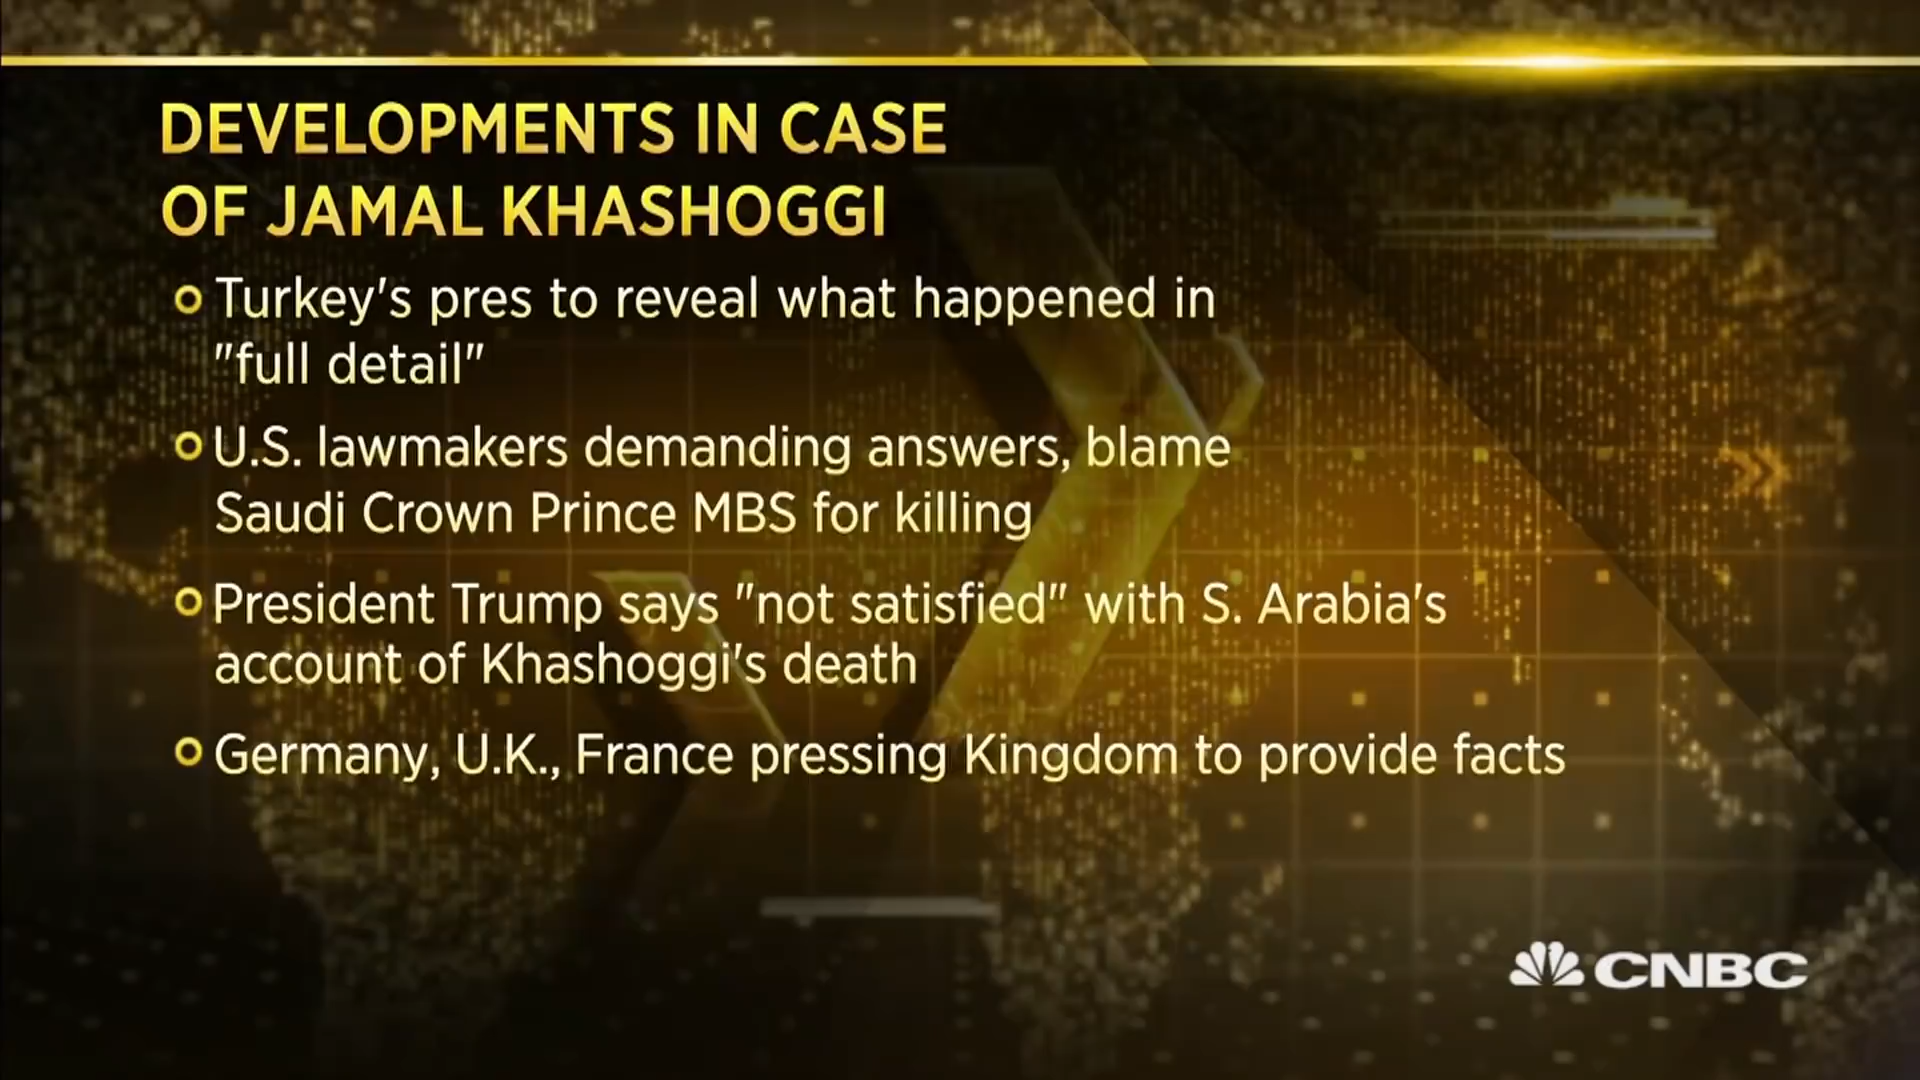 DEVELOPMENTS IN CASE
OF JAMAL KHASHOGGI
Turkey's pres to reveal what happened in
"full detail"
U.S. lawmakers demanding answers, blame
Saudi Crown Prince MBS for killing
President Trump says "not satisfied" with S. Arabia's
account of Khashoggi's death
Germany, U.K., France pressing Kingdom to provide facts
CNBC